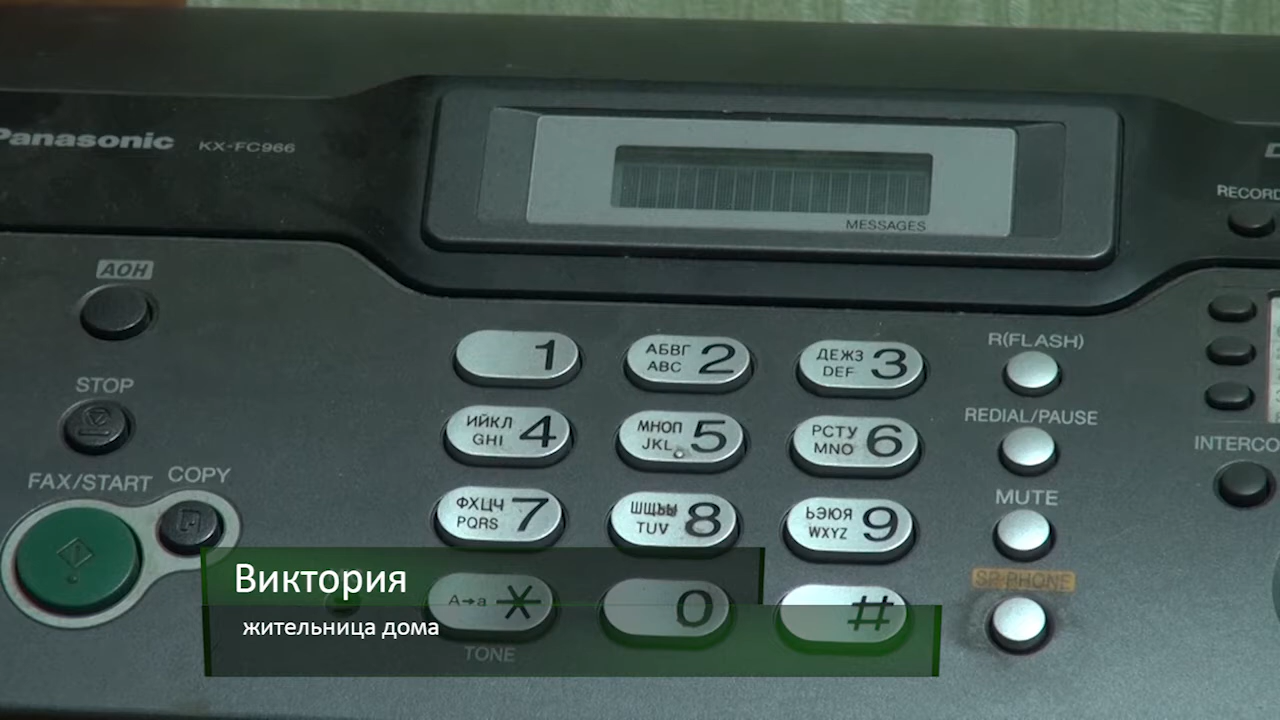 Panasonic KX-FC966
MESSAGES
RECORD
АОН
STOP
FAX/START
COPY
1
АБВГ
ABC 2
ДЕЖЗ
DEF 3
R(FLASH)
ИЙКЛ
GHI 4
МНОП
JKL 5
РСТУ
MNO 6
REDIAL/PAUSE
INTERCO
ФХЦЧ
PQRS 7
ШЩЪЫ
TUV 8
ЬЭЮЯ
WXYZ 9
MUTE
A→a *
0
#
SP-PHONE
TONE
Виктория
жительница дома